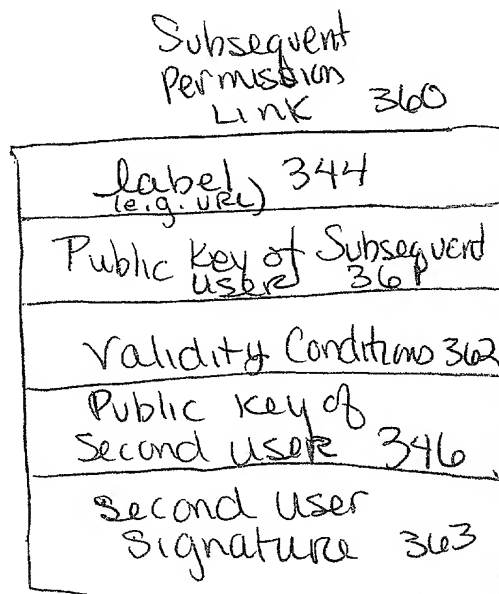 Subsequent
Permission
Link 360
label 344
(e.g. URL)
Public Key of Subsequent
user 361
Validity Conditions 362
Public Key of
Second user 346
Second user
Signature 363